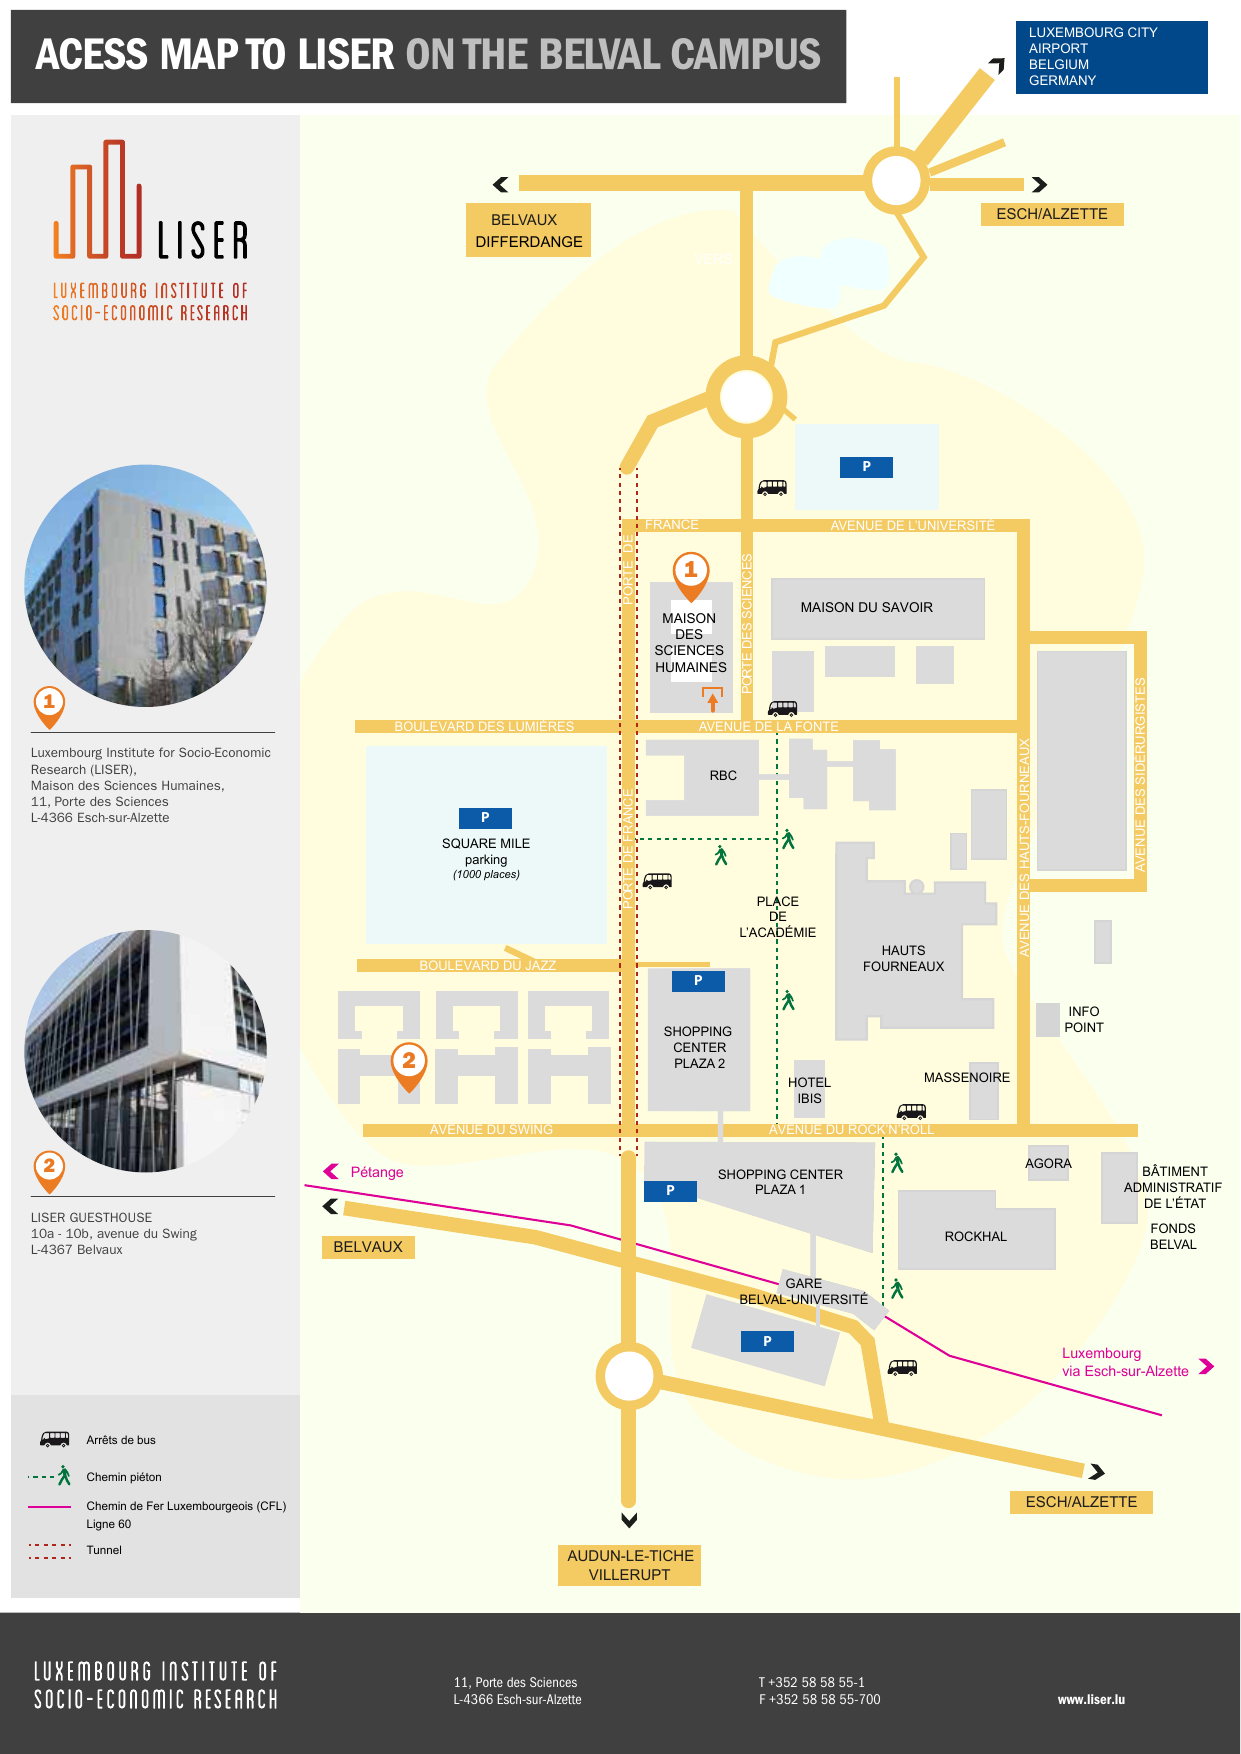 ACESS MAP TO LISER ON THE BELVAL CAMPUS
LUXEMBOURG CITY
AIRPORT
BELGIUM
GERMANY
LISER
LUXEMBOURG INSTITUTE OF
SOCIO-ECONOMIC RESEARCH
1
Luxembourg Institute for Socio-Economic
Research (LISER),
Maison des Sciences Humaines,
11, Porte des Sciences
L-4366 Esch-sur-Alzette
2
LISER GUESTHOUSE
10a - 10b, avenue du Swing
L-4367 Belvaux
Arrêts de bus
Chemin piéton
Chemin de Fer Luxembourgeois (CFL)
Ligne 60
Tunnel
BELVAUX
DIFFERDANGE
ESCH/ALZETTE
VERS
P
FRANCE
AVENUE DE L'UNIVERSITÉ
PORTE DE
PORTE DES SCIENCES
1
MAISON
DES
SCIENCES
HUMAINES
MAISON DU SAVOIR
BOULEVARD DES LUMIÈRES
AVENUE DE LA FONTE
AVENUE DES SIDERURGISTES
AVENUE DES HAUTS-FOURNEAUX
RBC
P
SQUARE MILE
parking
(1000 places)
PORTE DE FRANCE
PLACE
DE
L'ACADÉMIE
HAUTS
FOURNEAUX
BOULEVARD DU JAZZ
P
SHOPPING
CENTER
PLAZA 2
INFO
POINT
2
HOTEL
IBIS
MASSENOIRE
AVENUE DU SWING
AVENUE DU ROCK'N'ROLL
Pétange
SHOPPING CENTER
PLAZA 1
P
AGORA
BÂTIMENT
ADMINISTRATIF
DE L'ÉTAT
FONDS
BELVAL
ROCKHAL
BELVAUX
GARE
BELVAL-UNIVERSITÉ
P
Luxembourg
via Esch-sur-Alzette
ESCH/ALZETTE
AUDUN-LE-TICHE
VILLERUPT
LUXEMBOURG INSTITUTE OF
SOCIO-ECONOMIC RESEARCH
11, Porte des Sciences
L-4366 Esch-sur-Alzette
T +352 58 58 55-1
F +352 58 58 55-700
www.liser.lu